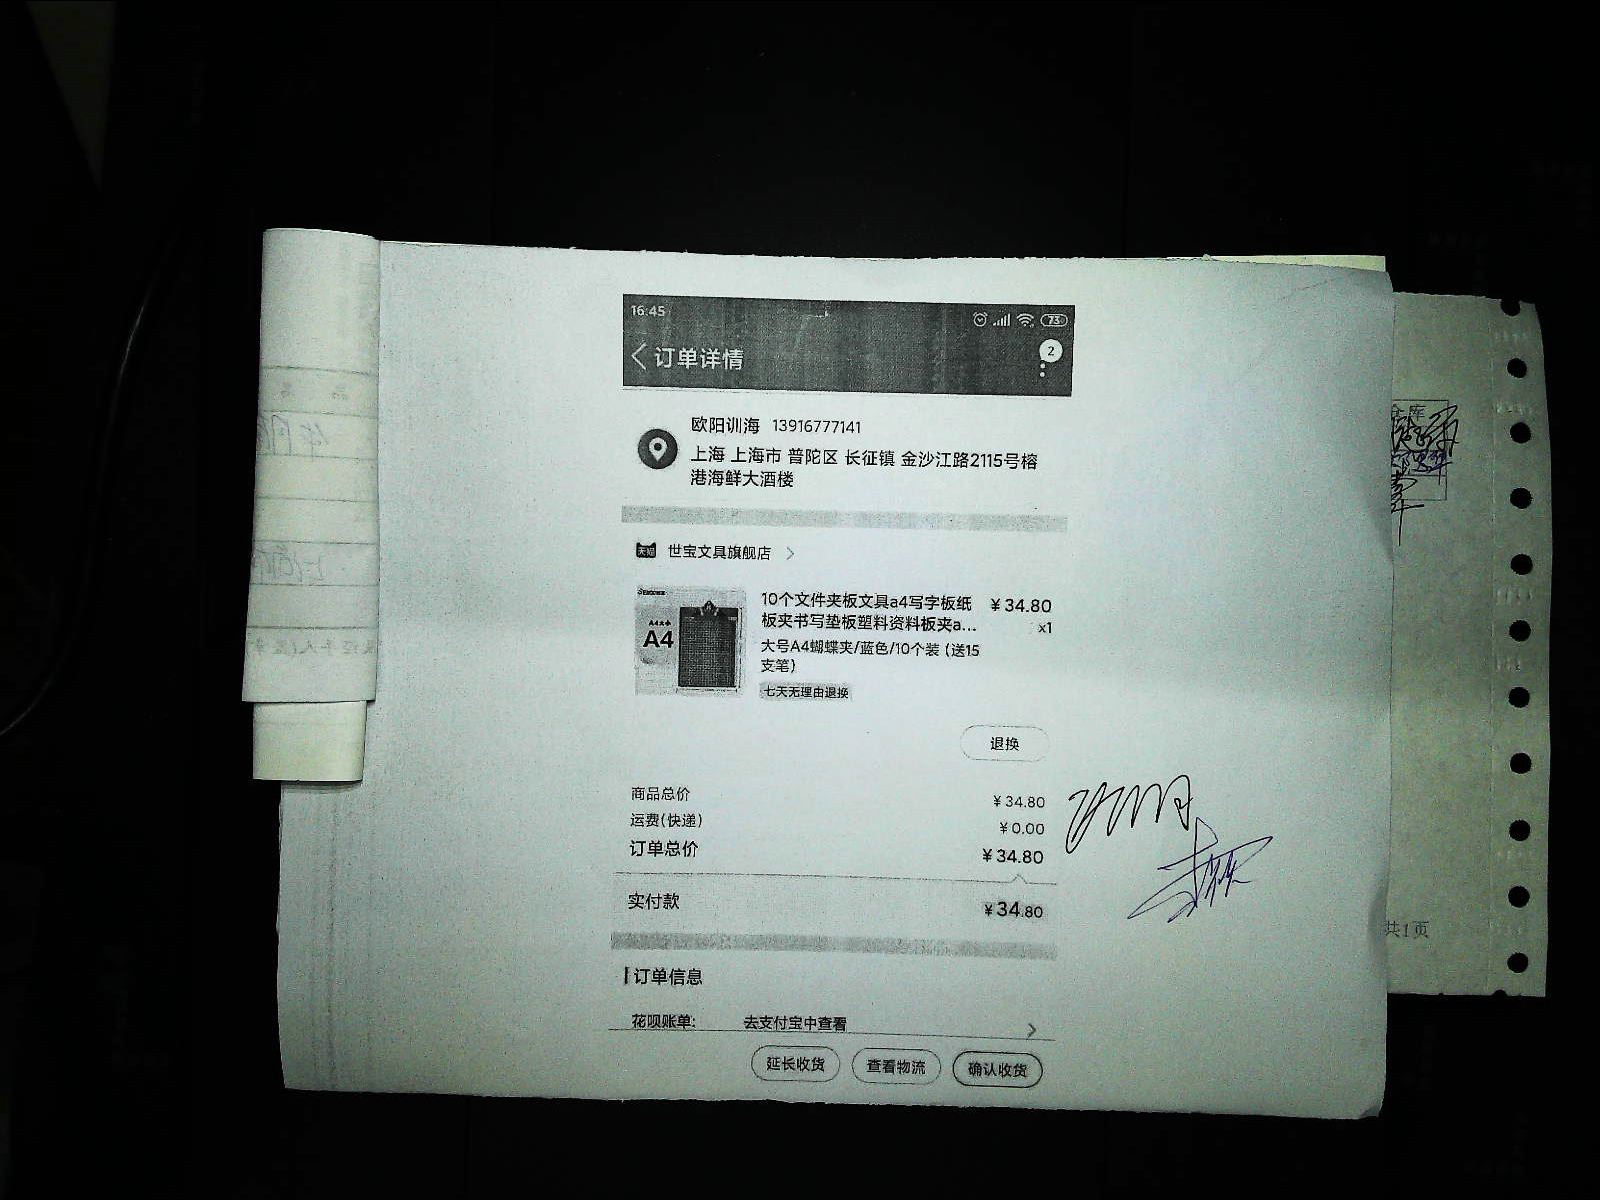 16:45
73
订单详情
2
欧阳训海 13916777141
上海 上海市 普陀区 长征镇 金沙江路2115号榕
港海鲜大酒楼
天猫 世宝文具旗舰店
A4
10个文件夹板文具a4写字板纸 ￥34.80
板夹书写垫板塑料资料板夹a... x1
大号A4蝴蝶夹/蓝色/10个装 (送15
支笔)
七天无理由退换
退换
商品总价 ￥34.80
运费(快递) ￥0.00
订单总价 ￥34.80
实付款 ￥34.80
订单信息
花呗账单: 去支付宝中查看
延长收货 查看物流 确认收货
共1页